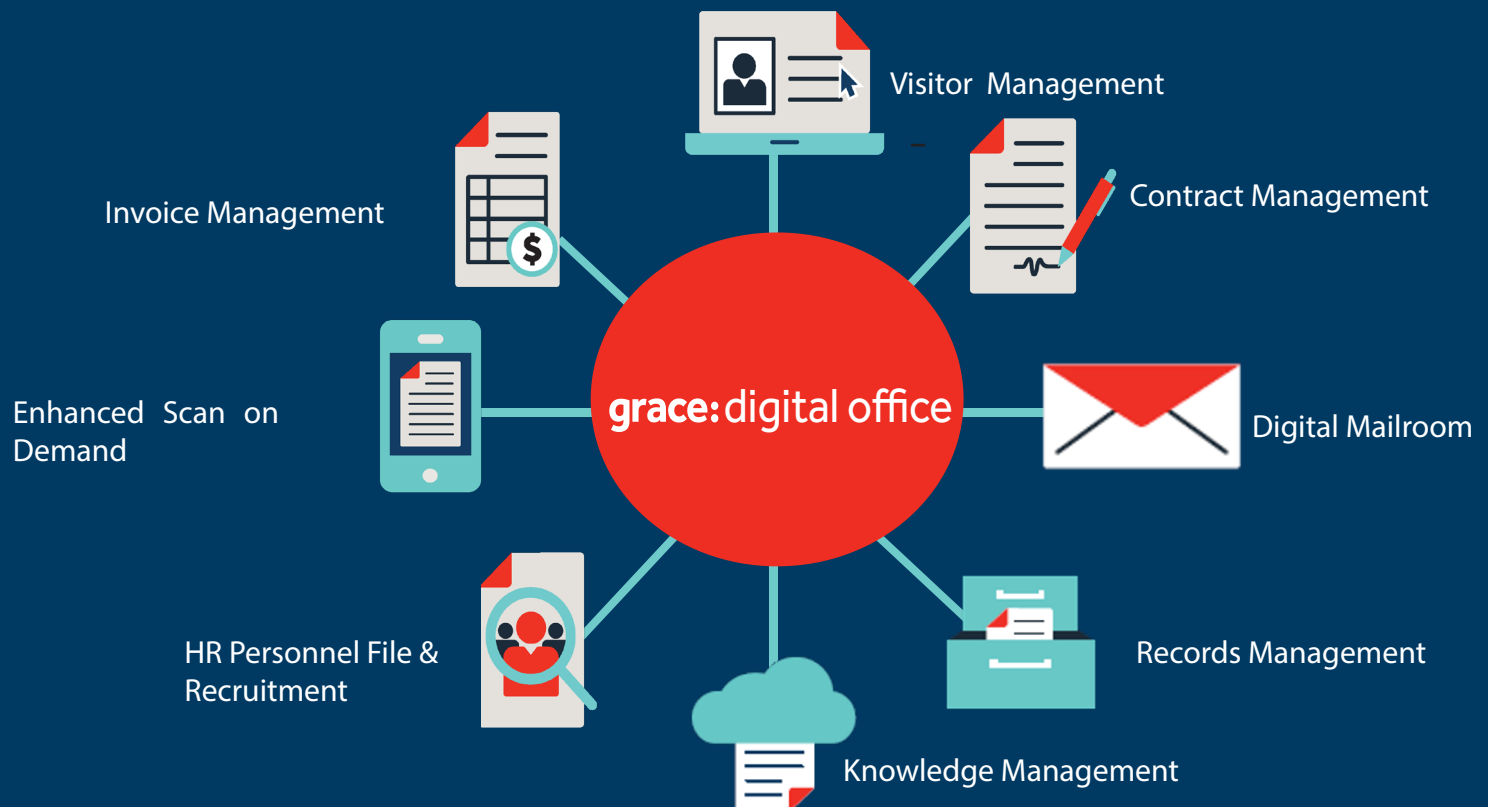 Visitor Management
Invoice Management
$
Contract Management
Enhanced Scan on
Demand
grace: digital office
Digital Mailroom
HR Personnel File &
Recruitment
Records Management
Knowledge Management